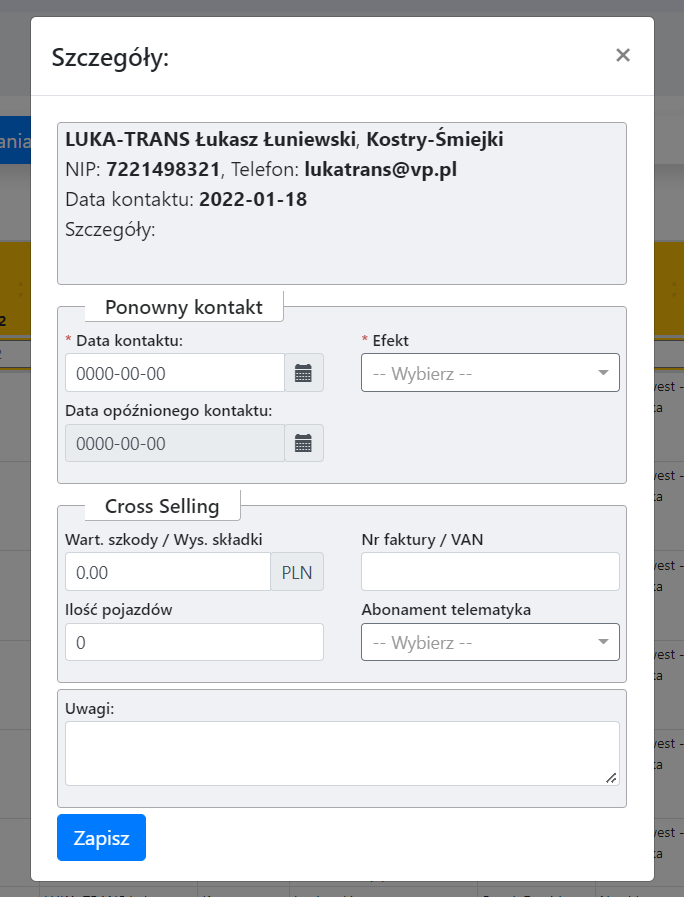 Szczegóły:
×
ania
LUKA-TRANS Łukasz Łuniewski, Kostry-Śmiejki
NIP: 7221498321, Telefon: lukatrans@vp.pl
Data kontaktu: 2022-01-18
Szczegóły:
2
Ponowny kontakt
* Data kontaktu:
* Efekt
0000-00-00
-- Wybierz --
Data opóźnionego kontaktu:
0000-00-00
Cross Selling
Wart. szkody / Wys. składki
Nr faktury / VAN
0.00 PLN
Ilość pojazdów
Abonament telematyka
0
-- Wybierz --
Uwagi:
Zapisz